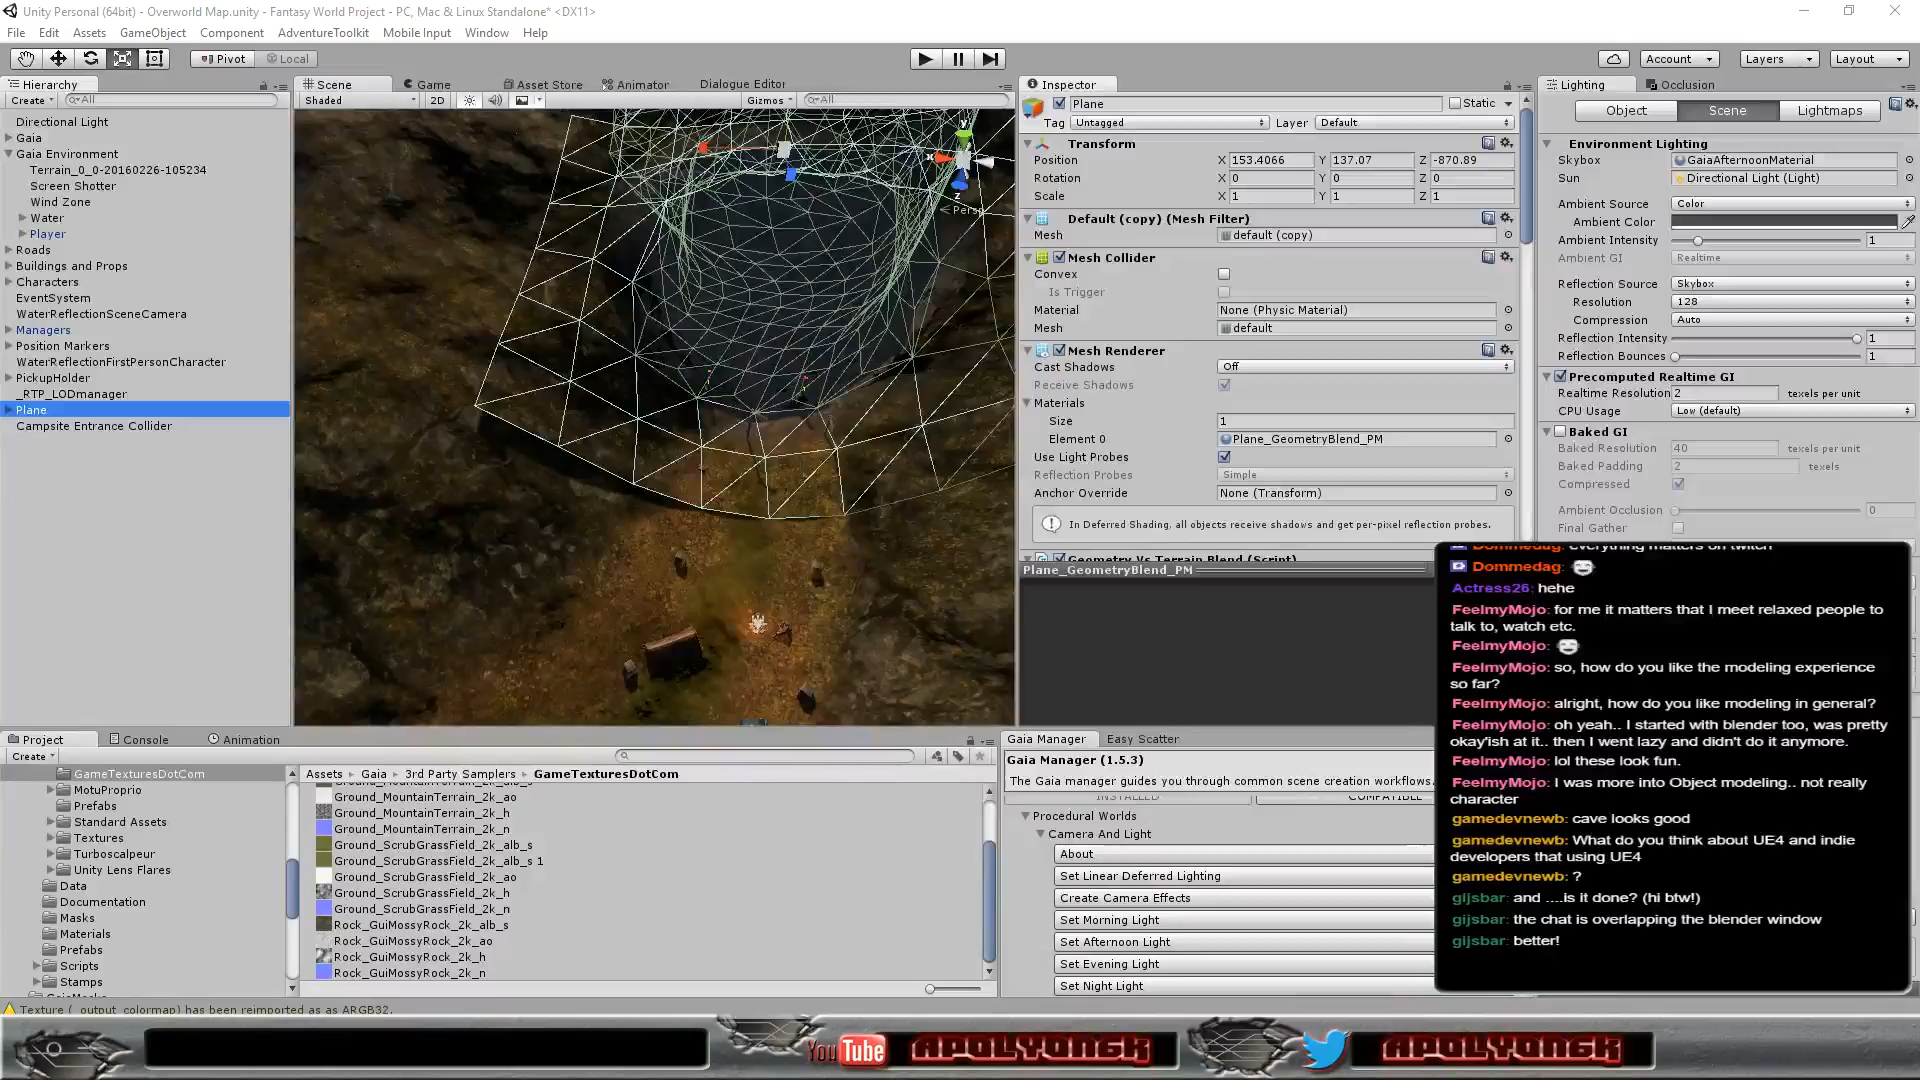 Unity Personal (64bit) - Overworld Map.unity - Fantasy World Project - PC, Mac & Linux Standalone* <DX11>
File Edit Assets GameObject Component AdventureToolkit Mobile Input Window Help
Pivot Local Account Layers Layout
Hierarchy
Create All
Directional Light
Gaia
Gaia Environment
Terrain_0_0-20160226-105234
Screen Shotter
Wind Zone
Water
Player
Roads
Buildings and Props
Characters
EventSystem
WaterReflectionSceneCamera
Managers
Position Markers
WaterReflectionFirstPersonCharacter
PickupHolder
_RTP_LODmanager
Plane
Campsite Entrance Collider
Scene Game Asset Store Animator Dialogue Editor
Shaded 2D Gizmos All
y
x
z
Persp
Inspector
Plane Static
Tag Untagged Layer Default
Transform
Position X 153.4066 Y 137.07 Z -870.89
Rotation X 0 Y 0 Z 0
Scale X 1 Y 1 Z 1
Default (copy) (Mesh Filter)
Mesh default (copy)
Mesh Collider
Convex
Is Trigger
Material None (Physic Material)
Mesh default
Mesh Renderer
Cast Shadows Off
Receive Shadows
Materials
Size 1
Element 0 Plane_GeometryBlend_PM
Use Light Probes
Reflection Probes Simple
Anchor Override None (Transform)
In Deferred Shading, all objects receive shadows and get per-pixel reflection probes.
Geometry Vs Terrain Blend (Script)
Plane_GeometryBlend_PM
Lighting Occlusion
Object Scene Lightmaps
Environment Lighting
Skybox GaiaAfternoonMaterial
Sun Directional Light (Light)
Ambient Source Color
Ambient Color
Ambient Intensity 1
Ambient GI Realtime
Reflection Source Skybox
Resolution 128
Compression Auto
Reflection Intensity 1
Reflection Bounces 1
Precomputed Realtime GI
Realtime Resolution 2 texels per unit
CPU Usage Low (default)
Baked GI
Baked Resolution 40 texels per unit
Baked Padding 2 texels
Compressed
Ambient Occlusion 0
Final Gather
Dommedag: everything matters on twitch
Dommedag:
Actress26: hehe
FeelmyMojo: for me it matters that I meet relaxed people to
talk to, watch etc.
FeelmyMojo:
FeelmyMojo: so, how do you like the modeling experience
so far?
FeelmyMojo: alright, how do you like modeling in general?
FeelmyMojo: oh yeah.. I started with blender too, was pretty
okay'ish at it.. then I went lazy and didn't do it anymore.
FeelmyMojo: lol these look fun.
FeelmyMojo: I was more into Object modeling.. not really
character
gamedevnewb: cave looks good
gamedevnewb: What do you think about UE4 and indie
developers that using UE4
gamedevnewb: ?
gijsbar: and ....is it done? (hi btw!)
gijsbar: the chat is overlapping the blender window
gijsbar: better!
Project Console Animation
Create
GameTexturesDotCom
MotuProprio
Prefabs
Standard Assets
Textures
Turboscalpeur
Unity Lens Flares
Data
Documentation
Masks
Materials
Prefabs
Scripts
Stamps
GaiaMasks
Assets Gaia 3rd Party Samplers GameTexturesDotCom
Ground_MountainTerrain_2k_ao
Ground_MountainTerrain_2k_h
Ground_MountainTerrain_2k_n
Ground_ScrubGrassField_2k_alb_s
Ground_ScrubGrassField_2k_alb_s 1
Ground_ScrubGrassField_2k_ao
Ground_ScrubGrassField_2k_h
Ground_ScrubGrassField_2k_n
Rock_GuiMossyRock_2k_alb_s
Rock_GuiMossyRock_2k_ao
Rock_GuiMossyRock_2k_h
Rock_GuiMossyRock_2k_n
Gaia Manager Easy Scatter
Gaia Manager (1.5.3)
The Gaia manager guides you through common scene creation workflows.
INSTALLED COMPATIBLE
Procedural Worlds
Camera And Light
About
Set Linear Deferred Lighting
Create Camera Effects
Set Morning Light
Set Afternoon Light
Set Evening Light
Set Night Light
Texture (_output_colormap) has been reimported as as ARGB32.
YouTube APOLYON6K APOLYON6K